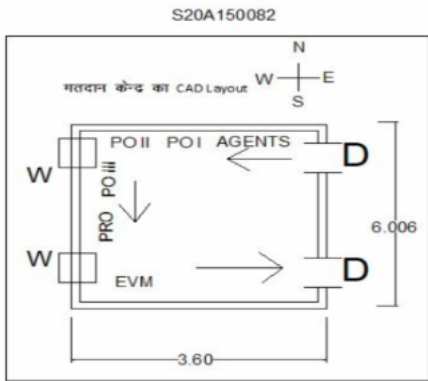 S20A150082
N
मतदान केन्द्र का CAD Layout W E
S
PO II PO I AGENTS D
W
PRO PO iii
6.006
W
D
EVM
3.60